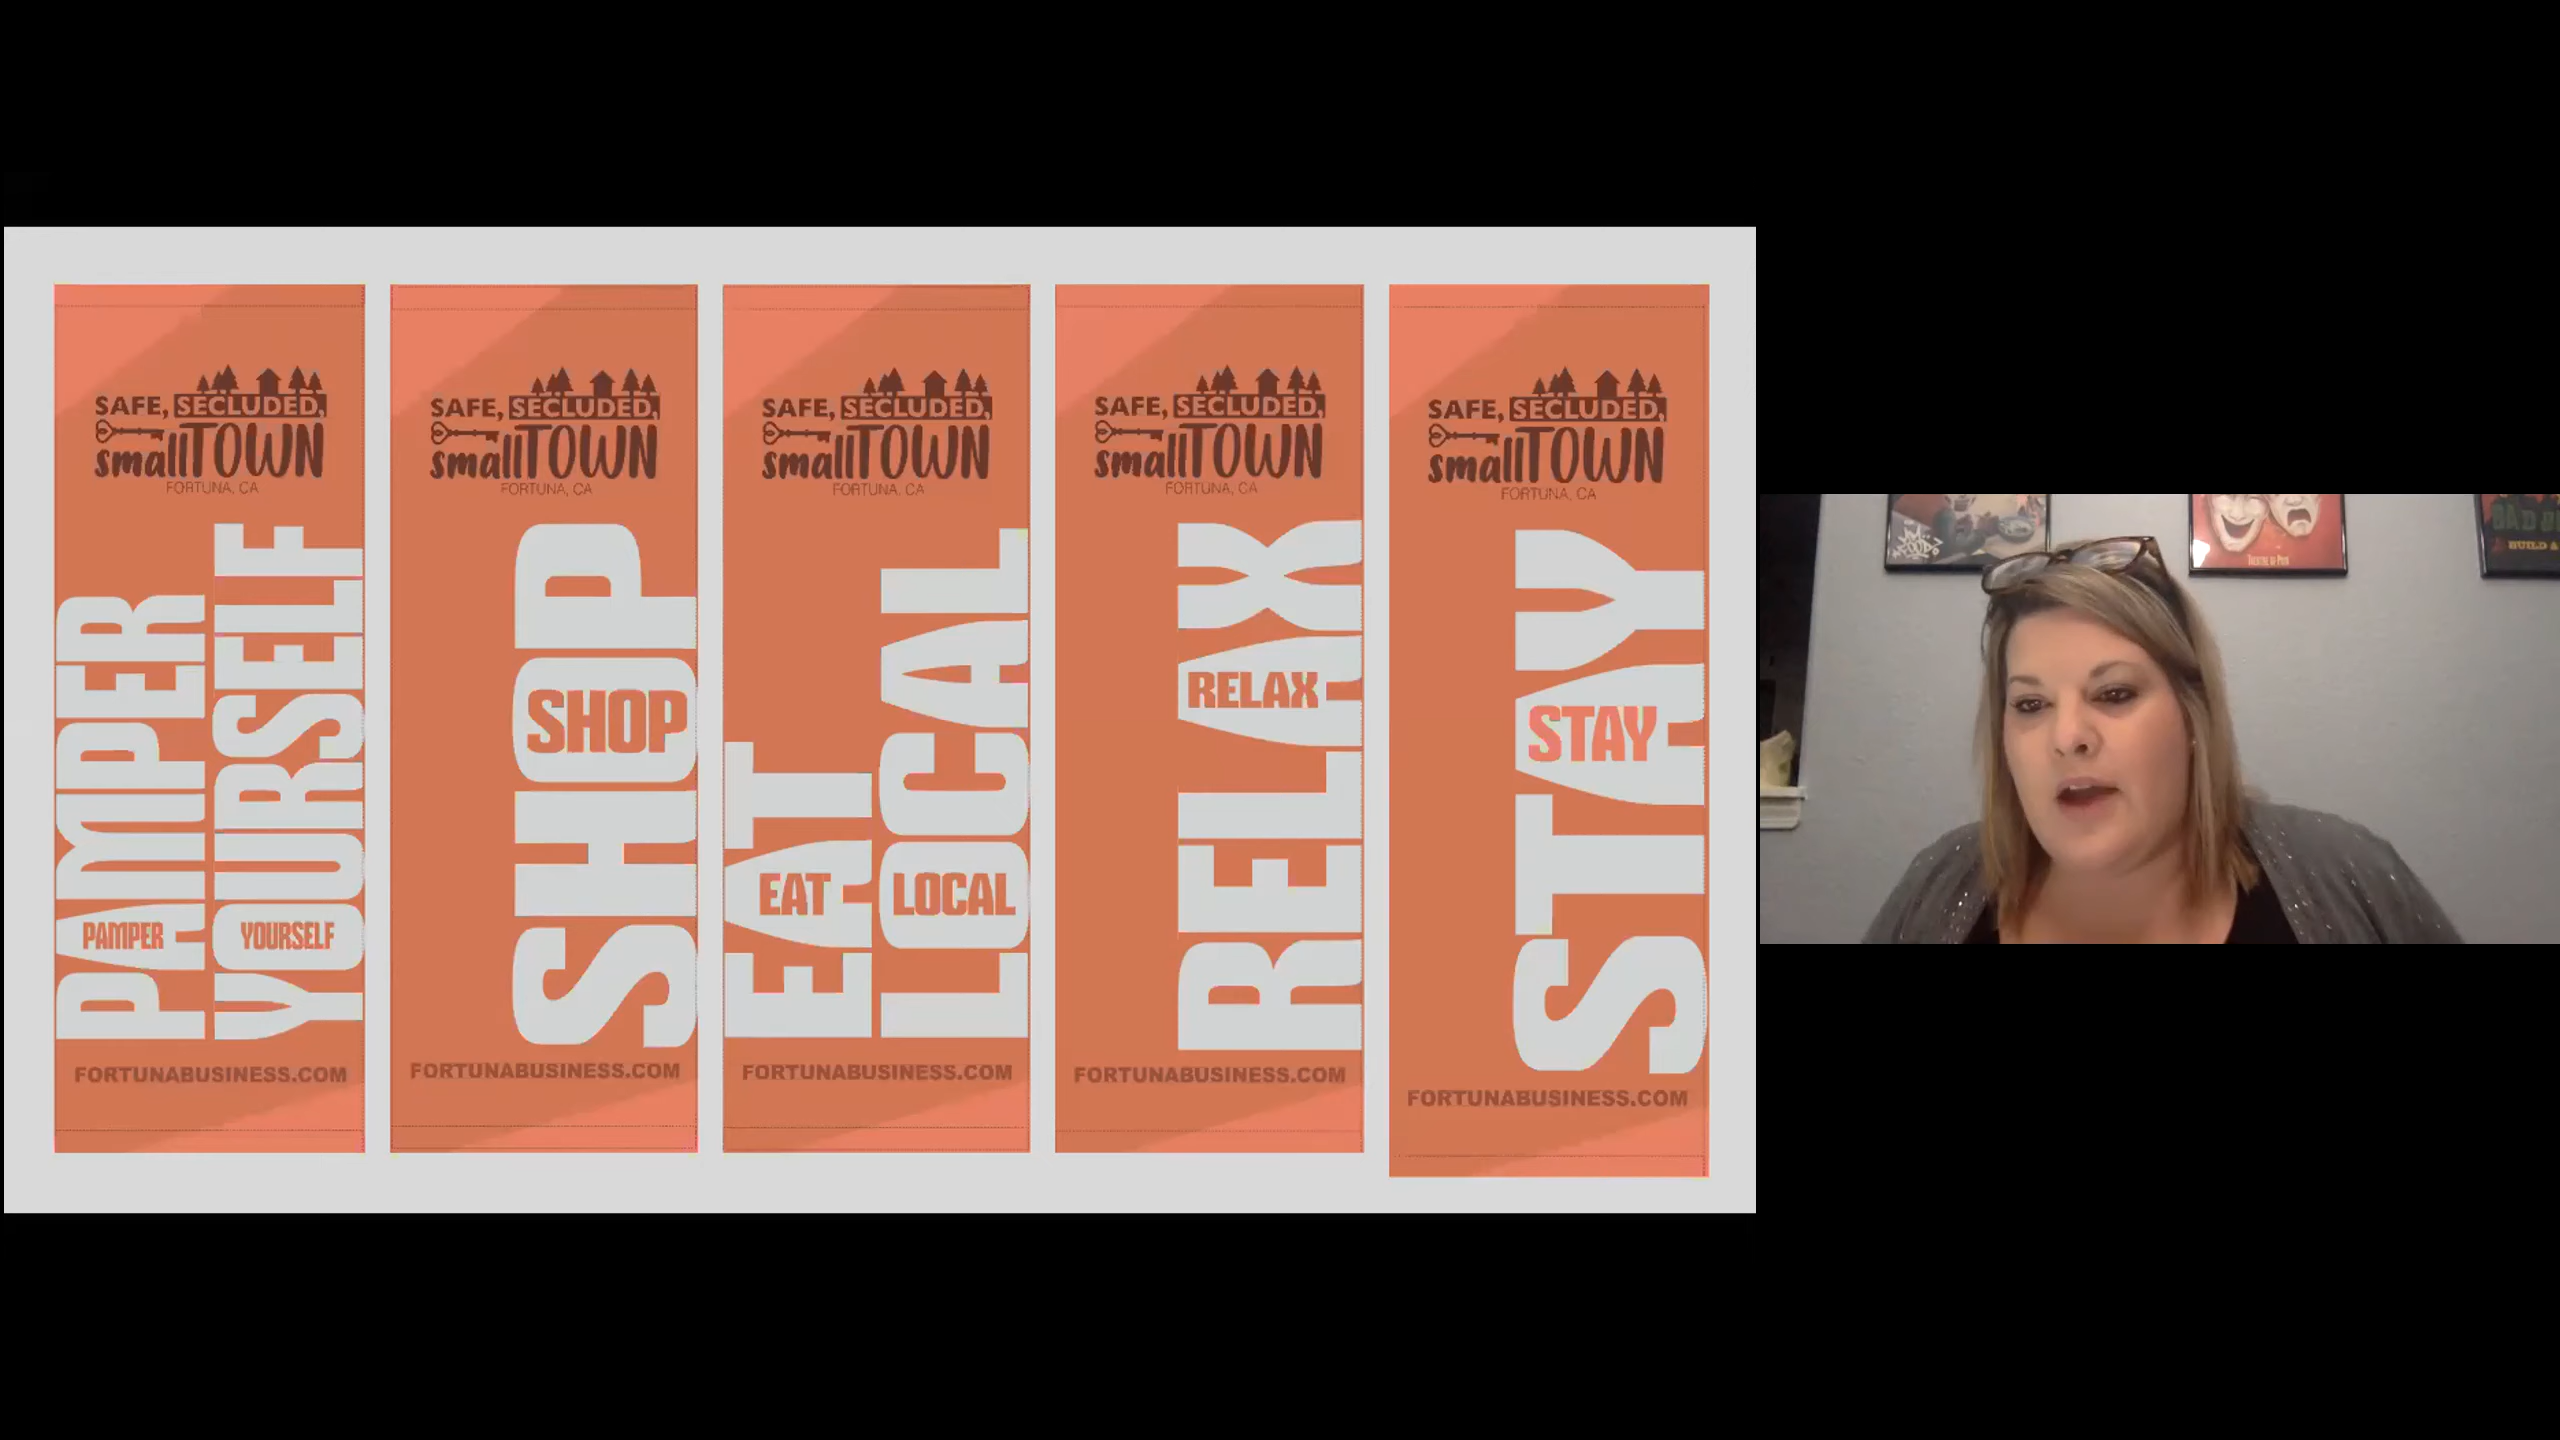 SAFE, SECLUDED,
smallTOWN
FORTUNA, CA
PAMPER
YOURSELF
PAMPER
YOURSELF
FORTUNABUSINESS.COM
SAFE, SECLUDED,
smallTOWN
FORTUNA, CA
SHOP
SHOP
FORTUNABUSINESS.COM
SAFE, SECLUDED,
smallTOWN
FORTUNA, CA
EAT
LOCAL
EAT
LOCAL
FORTUNABUSINESS.COM
SAFE, SECLUDED,
smallTOWN
FORTUNA, CA
RELAX
RELAX
FORTUNABUSINESS.COM
SAFE, SECLUDED,
smallTOWN
FORTUNA, CA
STAY
STAY
FORTUNABUSINESS.COM
BUILD A